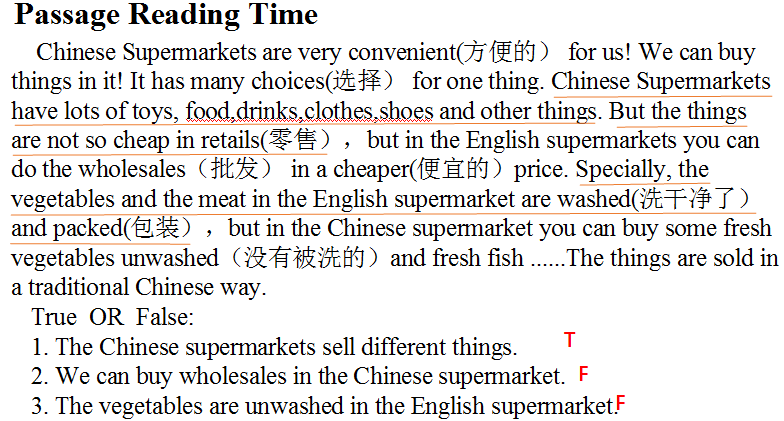 Passage Reading Time
Chinese Supermarkets are very convenient(方便的） for us! We can buy
things in it! It has many choices(选择） for one thing. Chinese Supermarkets
have lots of toys, food,drinks,clothes,shoes and other things. But the things
are not so cheap in retails(零售），but in the English supermarkets you can
do the wholesales（批发） in a cheaper(便宜的）price. Specially, the
vegetables and the meat in the English supermarket are washed(洗干净了）
and packed(包装），but in the Chinese supermarket you can buy some fresh
vegetables unwashed（没有被洗的）and fresh fish ......The things are sold in
a traditional Chinese way.
True OR False:
1. The Chinese supermarkets sell different things. T
2. We can buy wholesales in the Chinese supermarket. F
3. The vegetables are unwashed in the English supermarket. F